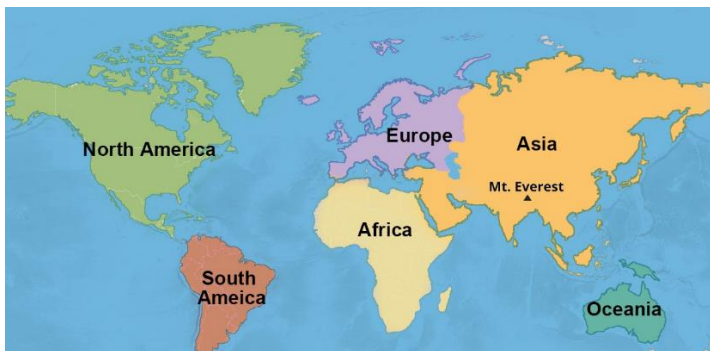 North America
Europe
Asia
Mt. Everest
Africa
South
Ameica
Oceania